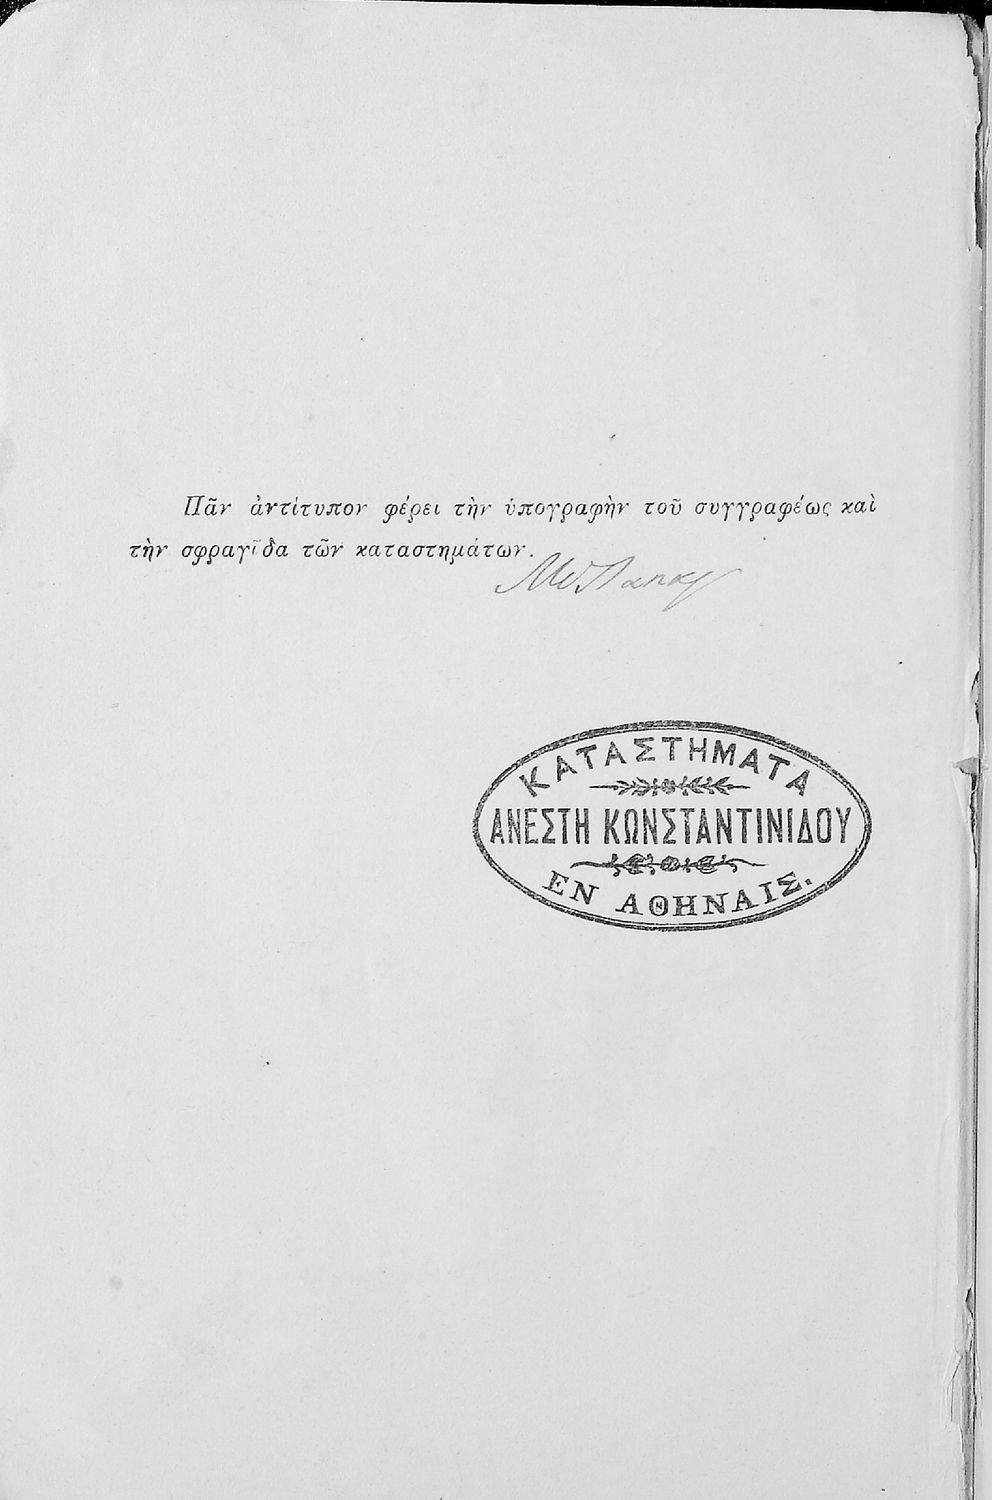 Πᾶν ἀντίτυπον φέρει τὴν ὑπογραφὴν τοῦ συγγραφέως καὶ
τὴν σφραγῖδα τῶν καταστημάτων.
ΚΑΤΑΣΤΗΜΑΤΑ
ΑΝΕΣΤΗ ΚΩΝΣΤΑΝΤΙΝΙΔΟΥ
ΕΝ ΑΘΗΝΑΙΣ.